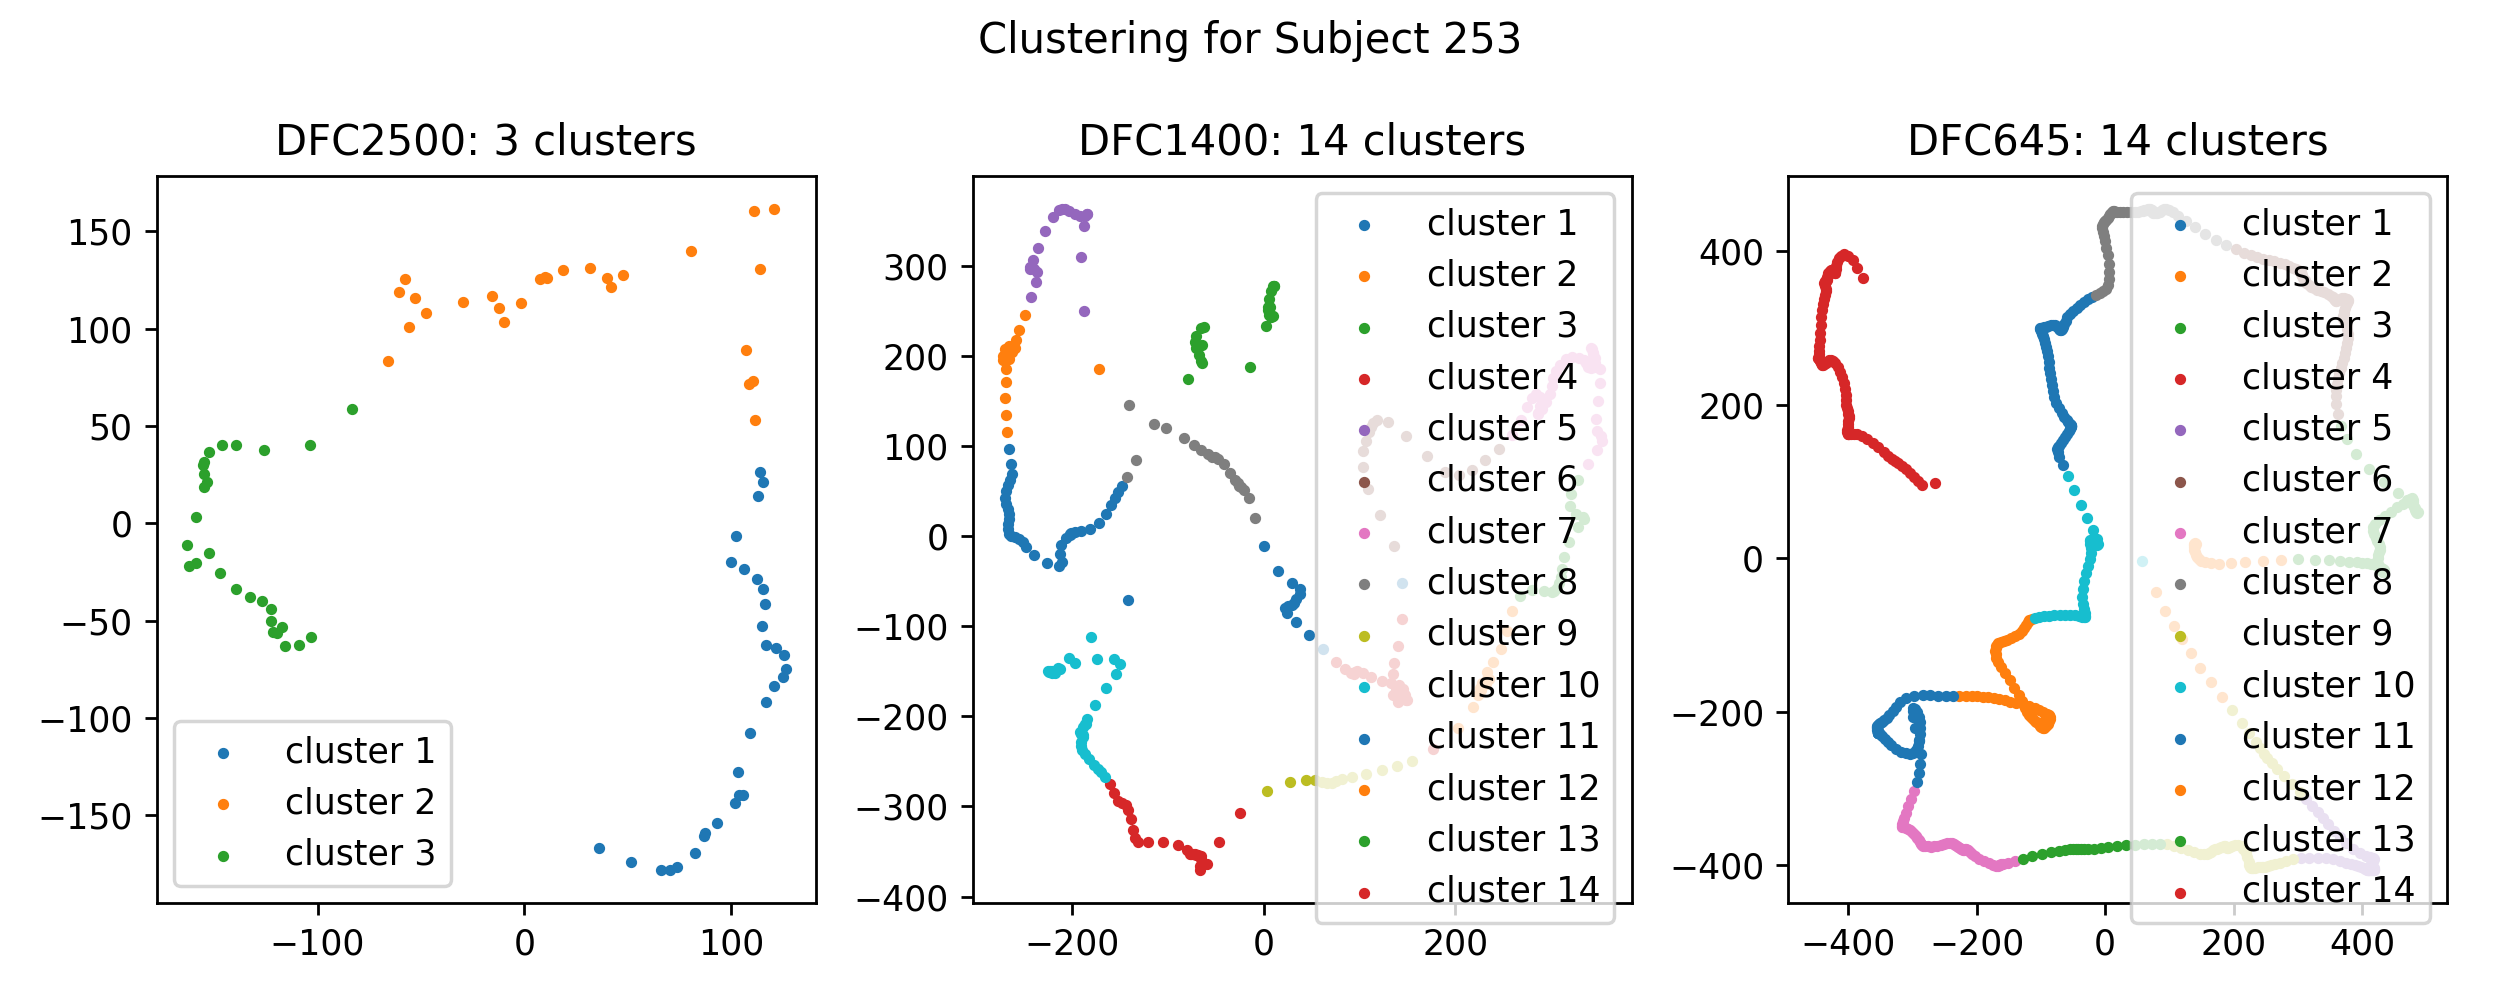 Clustering for Subject 253
DFC2500: 3 clusters
150
100
50
0
−50
−100
−150
−100
0
100
cluster 1
cluster 2
cluster 3
DFC1400: 14 clusters
300
200
100
0
−100
−200
−300
−400
−200
0
200
cluster 1
cluster 2
cluster 3
cluster 4
cluster 5
cluster 6
cluster 7
cluster 8
cluster 9
cluster 10
cluster 11
cluster 12
cluster 13
cluster 14
DFC645: 14 clusters
400
200
0
−200
−400
−400
−200
0
200
400
cluster 1
cluster 2
cluster 3
cluster 4
cluster 5
cluster 6
cluster 7
cluster 8
cluster 9
cluster 10
cluster 11
cluster 12
cluster 13
cluster 14